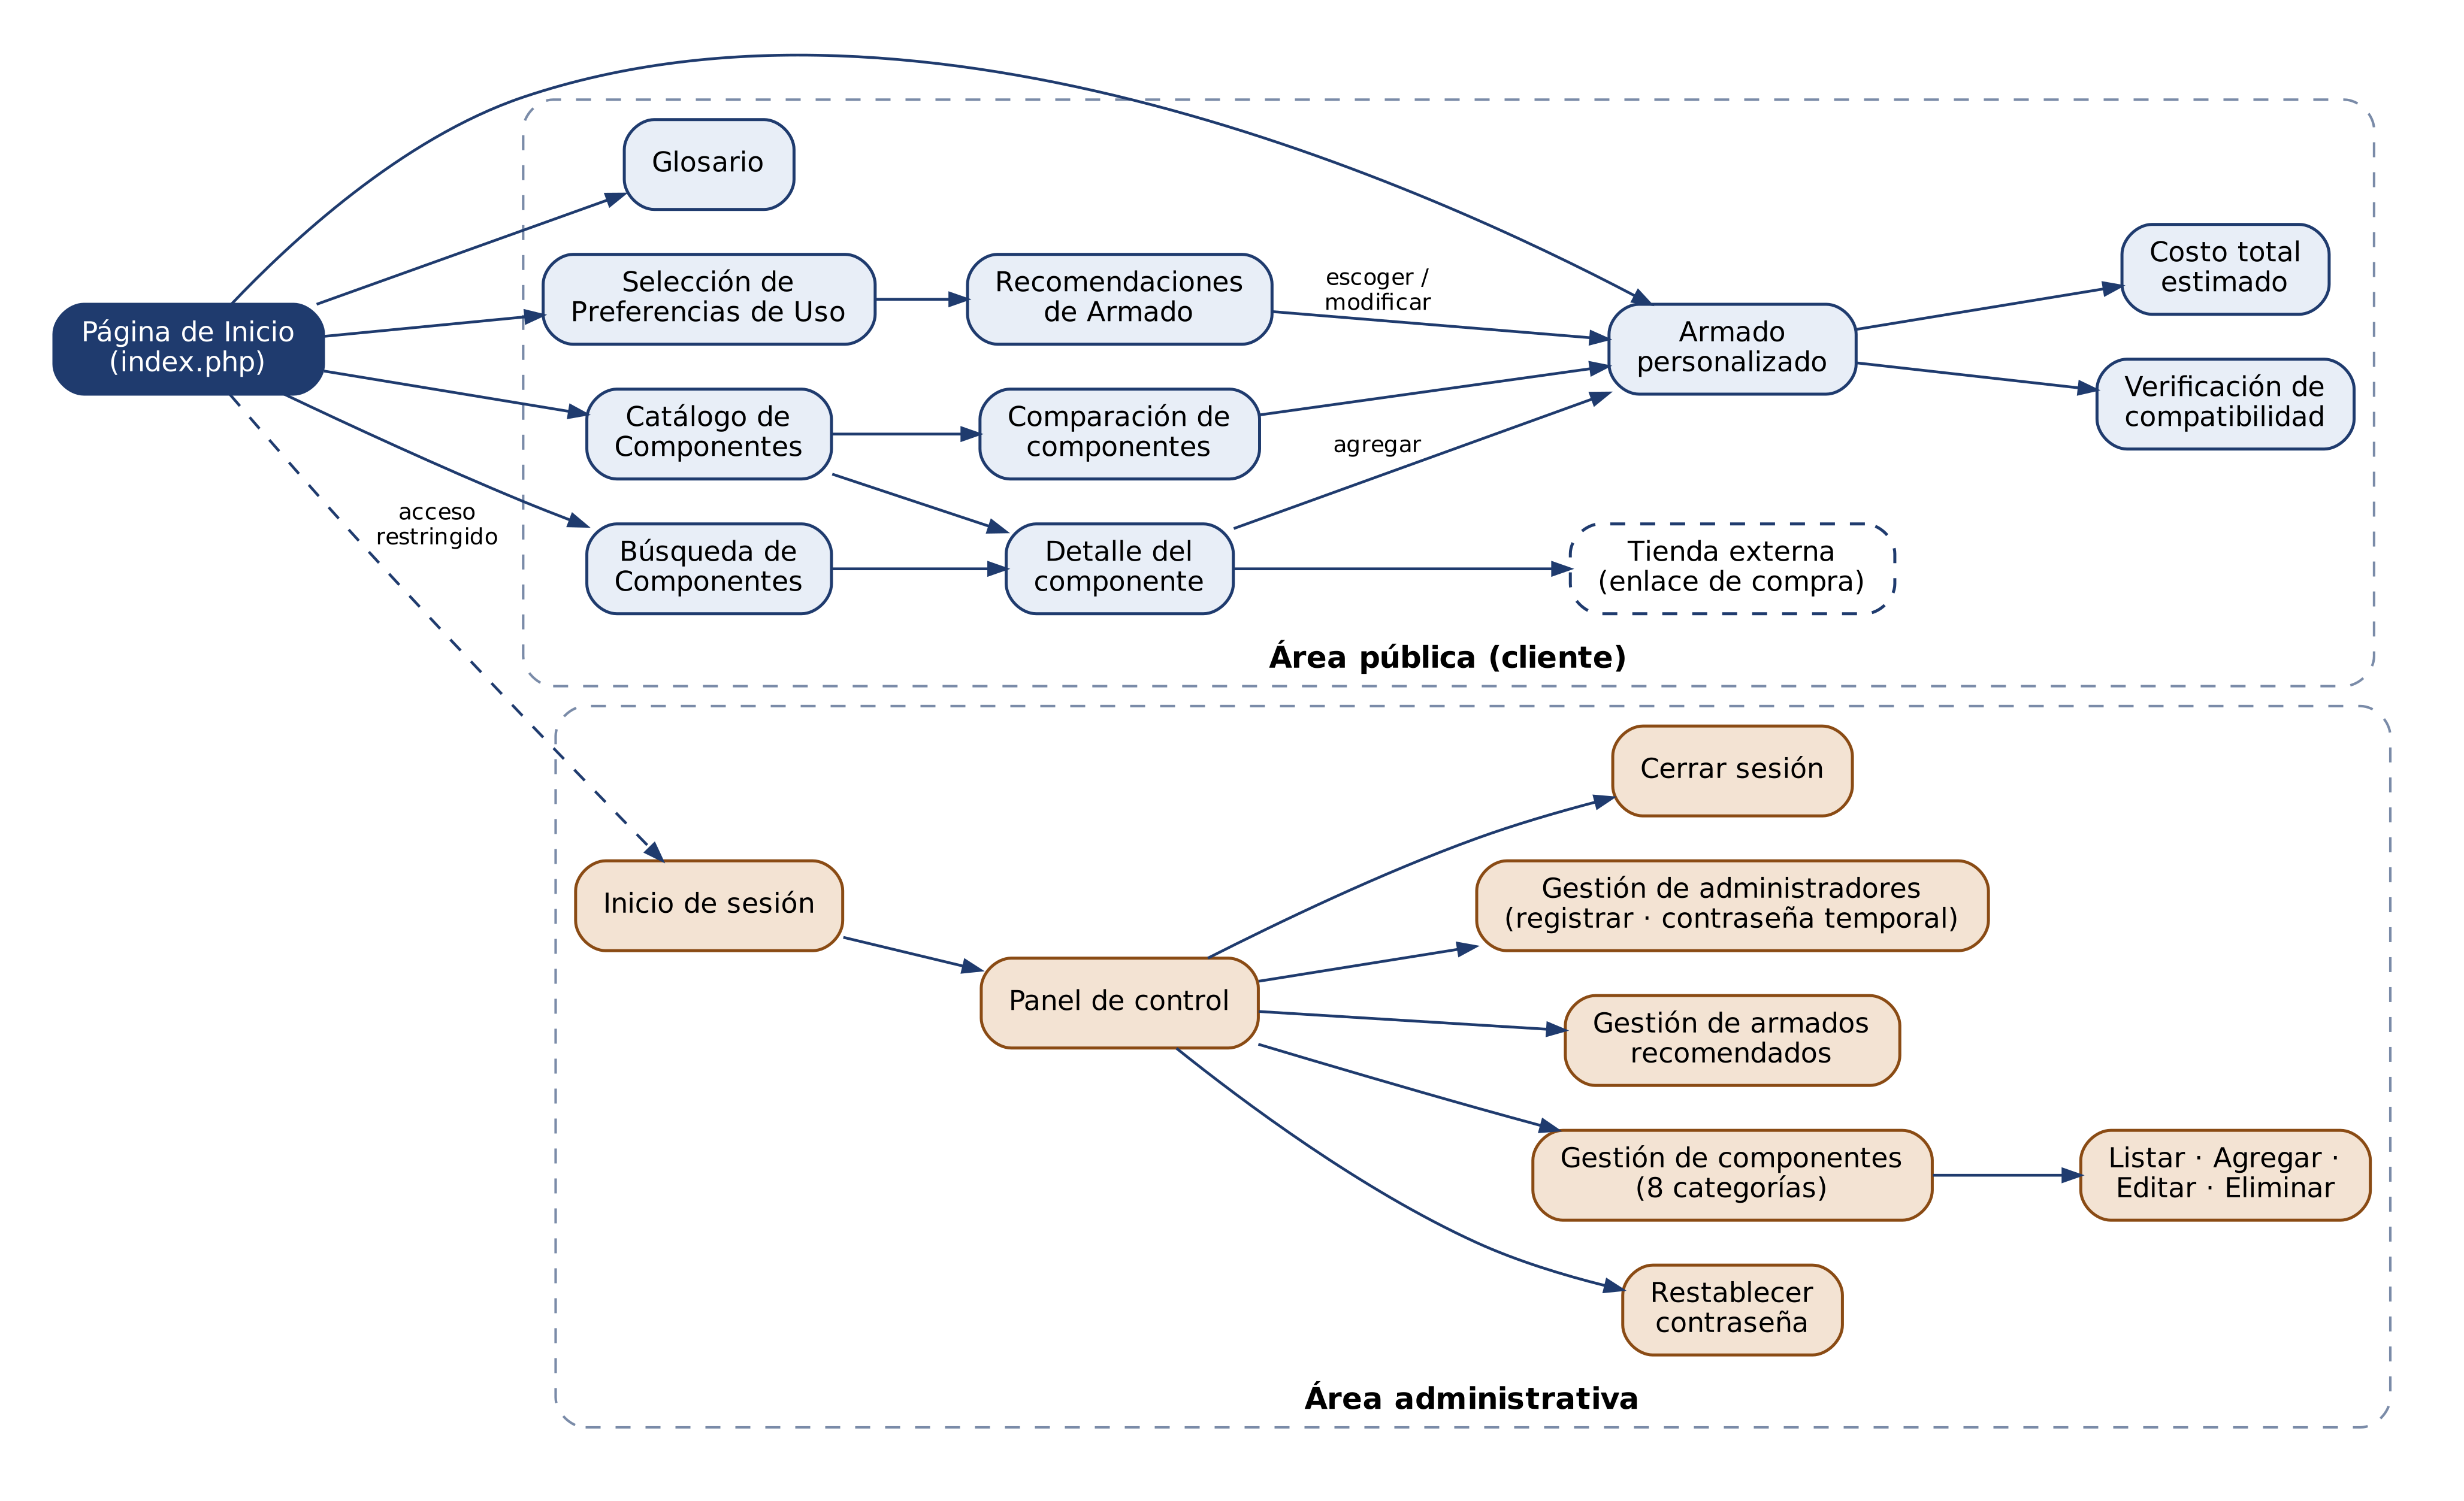 Glosario
Página de Inicio
(index.php)
Selección de
Preferencias de Uso
Recomendaciones
de Armado
escoger /
modificar
Armado
personalizado
Costo total
estimado
Verificación de
compatibilidad
Catálogo de
Componentes
Comparación de
componentes
agregar
acceso
restringido
Búsqueda de
Componentes
Detalle del
componente
Tienda externa
(enlace de compra)
Área pública (cliente)
Cerrar sesión
Inicio de sesión
Gestión de administradores
(registrar · contraseña temporal)
Panel de control
Gestión de armados
recomendados
Gestión de componentes
(8 categorías)
Listar · Agregar ·
Editar · Eliminar
Restablecer
contraseña
Área administrativa